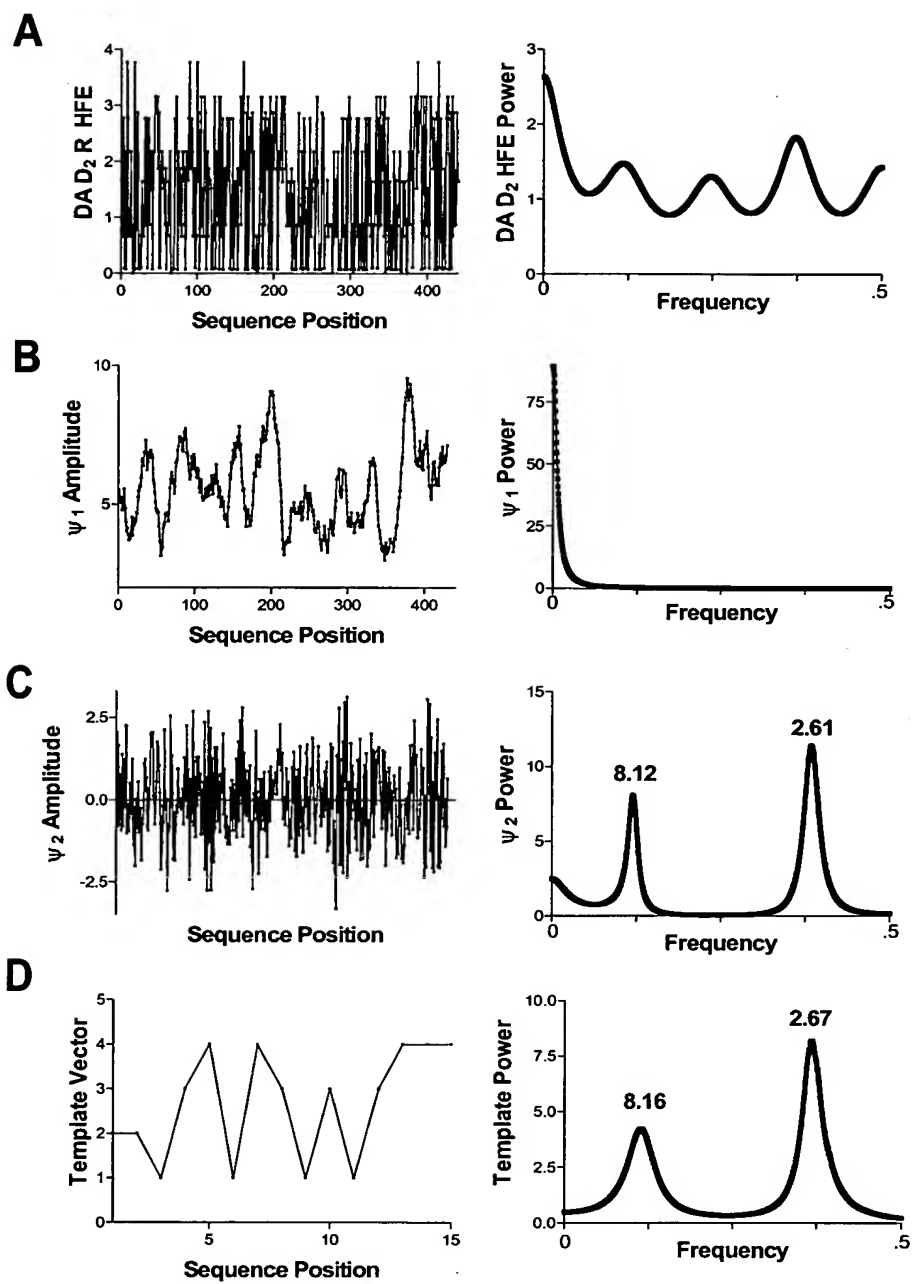 A
DA D₂ R HFE
4
3
2
1
0
0 100 200 300 400
Sequence Position
DA D₂ HFE Power
3
2
1
0
0 .5
Frequency
B
ψ₁ Amplitude
10
5
0 100 200 300 400
Sequence Position
ψ₁ Power
75
50
25
0
0 .5
Frequency
C
ψ₂ Amplitude
2.5
0.0
-2.5
Sequence Position
ψ₂ Power
15
10
5
0
8.12
2.61
0 .5
Frequency
D
Template Vector
5
4
3
2
1
0
5 10 15
Sequence Position
Template Power
10.0
7.5
5.0
2.5
0.0
8.16
2.67
0 .5
Frequency